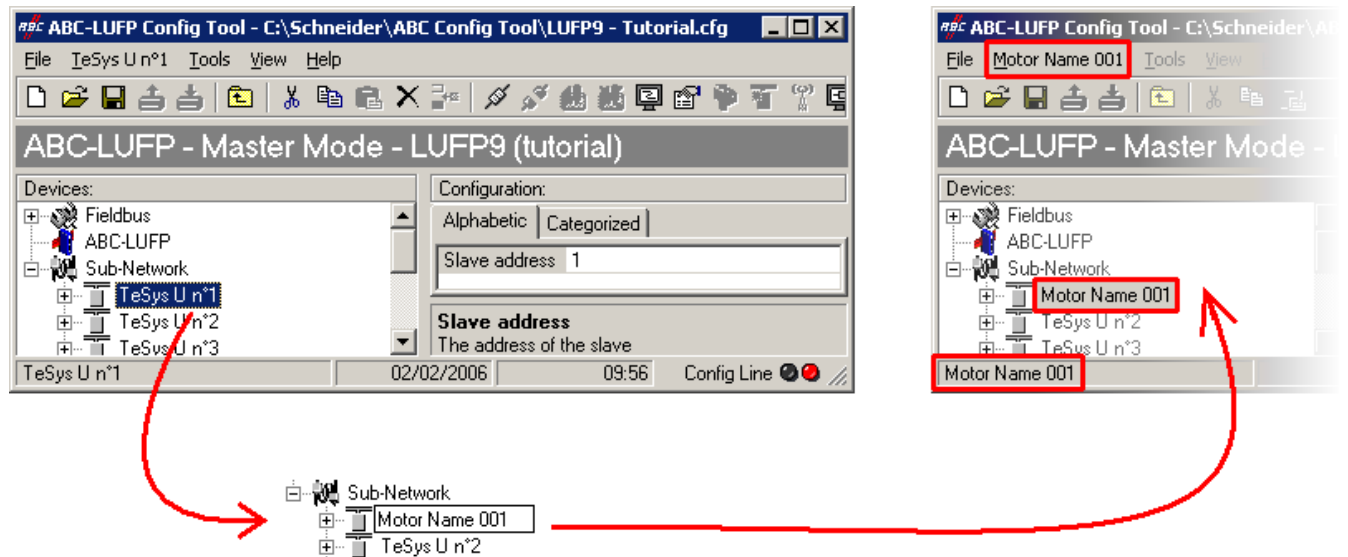 ABC-LUFP Config Tool - C:\Schneider\ABC Config Tool\LUFP9 - Tutorial.cfg
File TeSys U n°1 Tools View Help
ABC-LUFP - Master Mode - LUFP9 (tutorial)
Devices:
Fieldbus
ABC-LUFP
Sub-Network
TeSys U n°1
TeSys U n°2
TeSys U n°3
Configuration:
Alphabetic Categorized
Slave address 1
Slave address
The address of the slave
TeSys U n°1 02/02/2006 09:56 Config Line
ABC-LUFP Config Tool - C:\Schneider\
File Motor Name 001 Tools View
ABC-LUFP - Master Mode -
Devices:
Fieldbus
ABC-LUFP
Sub-Network
Motor Name 001
TeSys U n°2
TeSys U n°3
Motor Name 001
Sub-Network
Motor Name 001
TeSys U n°2